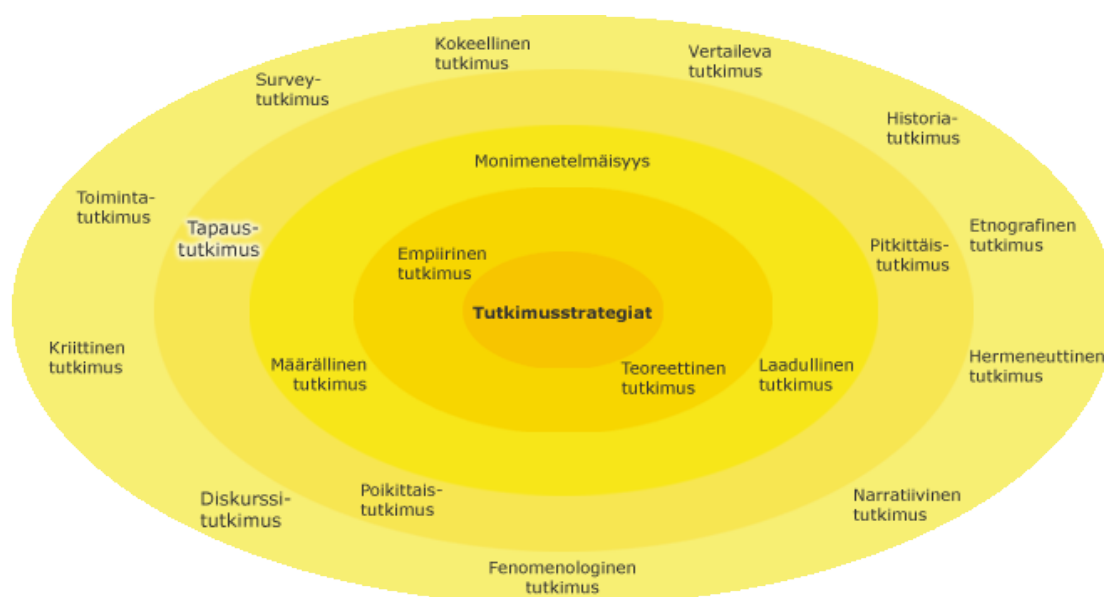 Kokeellinen
tutkimus
Vertaileva
tutkimus
Survey-
tutkimus
Historia-
tutkimus
Monimenetelmäisyys
Toiminta-
tutkimus
Tapaus-
tutkimus
Etnografinen
tutkimus
Pitkittäis-
tutkimus
Empiirinen
tutkimus
Tutkimusstrategiat
Kriittinen
tutkimus
Määrällinen
tutkimus
Teoreettinen
tutkimus
Laadullinen
tutkimus
Hermeneuttinen
tutkimus
Diskurssi-
tutkimus
Poikittais-
tutkimus
Narratiivinen
tutkimus
Fenomenologinen
tutkimus